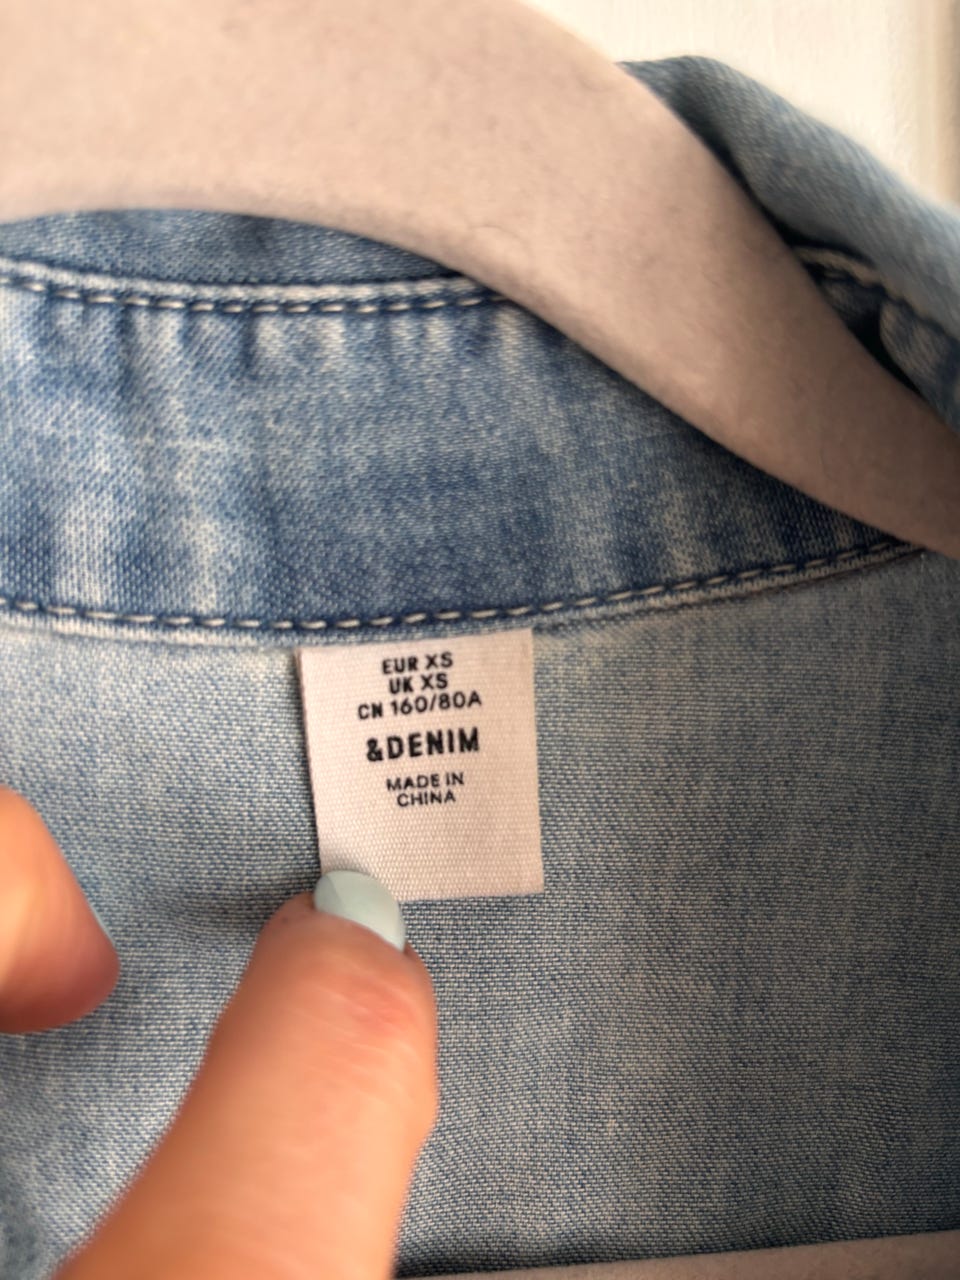 EUR XS
UK XS
CN 160/80A
&DENIM
MADE IN
CHINA